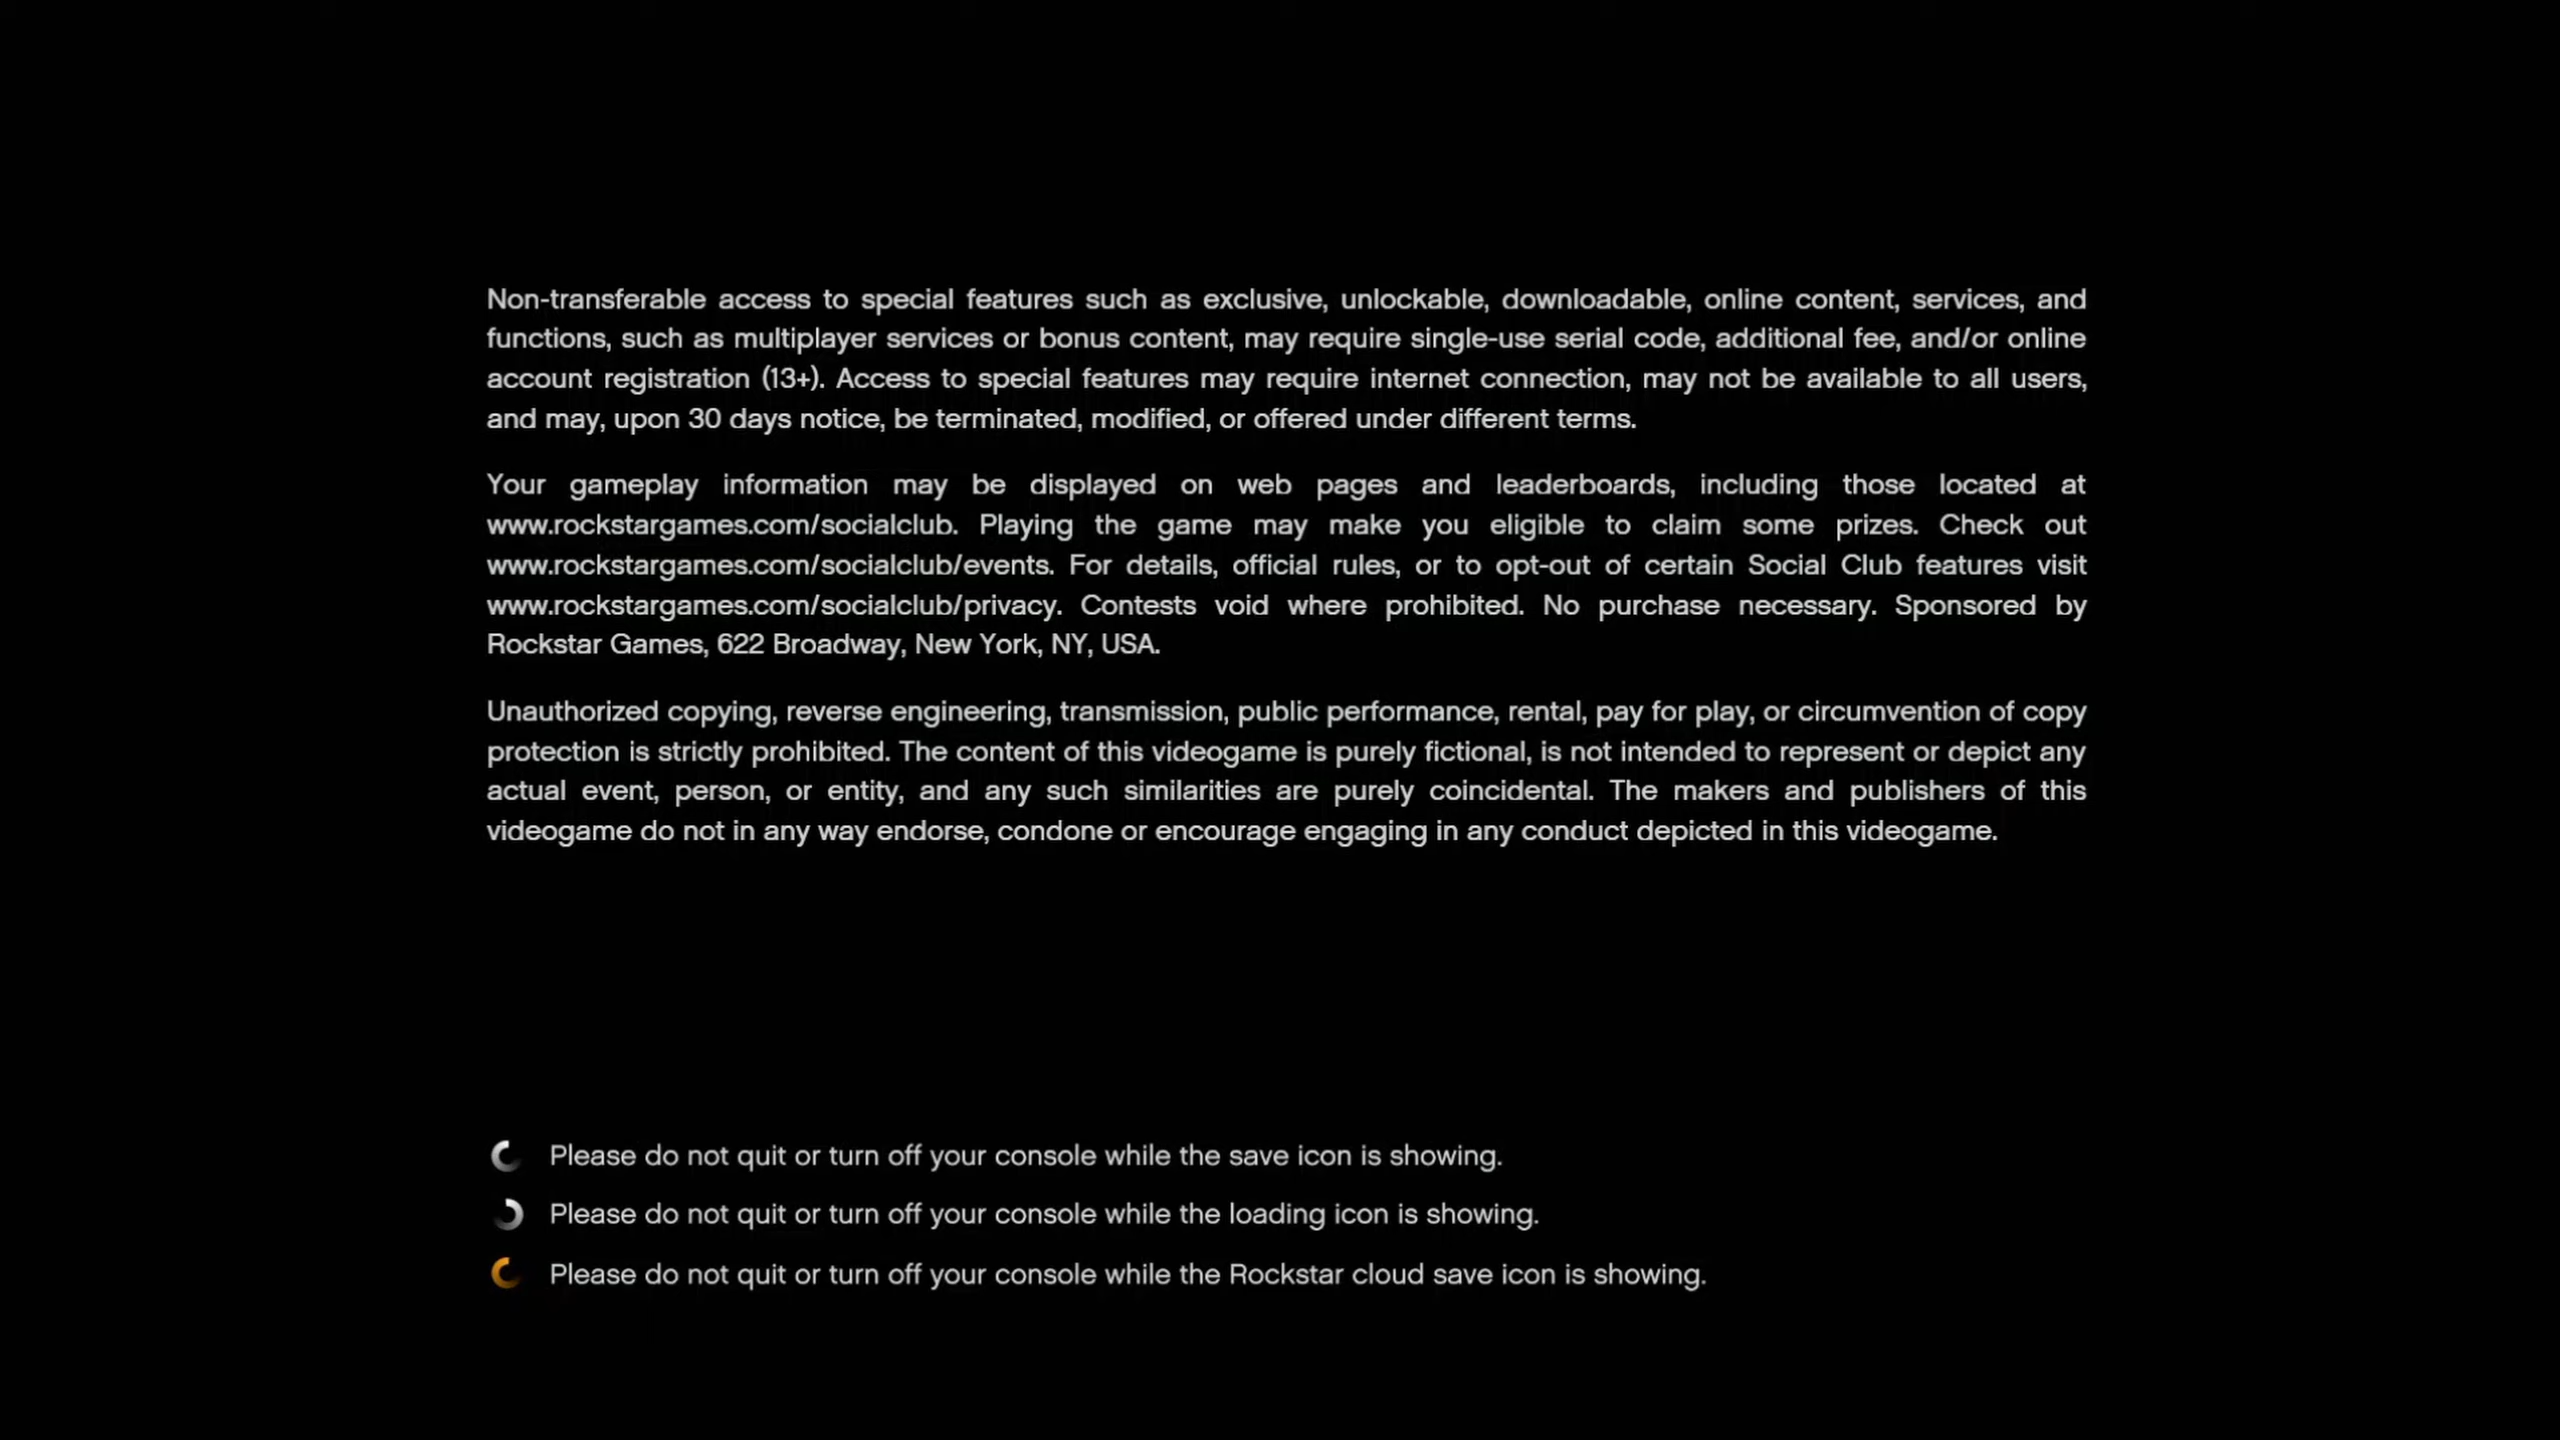 Non-transferable access to special features such as exclusive, unlockable, downloadable, online content, services, and
functions, such as multiplayer services or bonus content, may require single-use serial code, additional fee, and/or online
account registration (13+). Access to special features may require internet connection, may not be available to all users,
and may, upon 30 days notice, be terminated, modified, or offered under different terms.
Your gameplay information may be displayed on web pages and leaderboards, including those located at
www.rockstargames.com/socialclub. Playing the game may make you eligible to claim some prizes. Check out
www.rockstargames.com/socialclub/events. For details, official rules, or to opt-out of certain Social Club features visit
www.rockstargames.com/socialclub/privacy. Contests void where prohibited. No purchase necessary. Sponsored by
Rockstar Games, 622 Broadway, New York, NY, USA.
Unauthorized copying, reverse engineering, transmission, public performance, rental, pay for play, or circumvention of copy
protection is strictly prohibited. The content of this videogame is purely fictional, is not intended to represent or depict any
actual event, person, or entity, and any such similarities are purely coincidental. The makers and publishers of this
videogame do not in any way endorse, condone or encourage engaging in any conduct depicted in this videogame.
Please do not quit or turn off your console while the save icon is showing.
Please do not quit or turn off your console while the loading icon is showing.
Please do not quit or turn off your console while the Rockstar cloud save icon is showing.